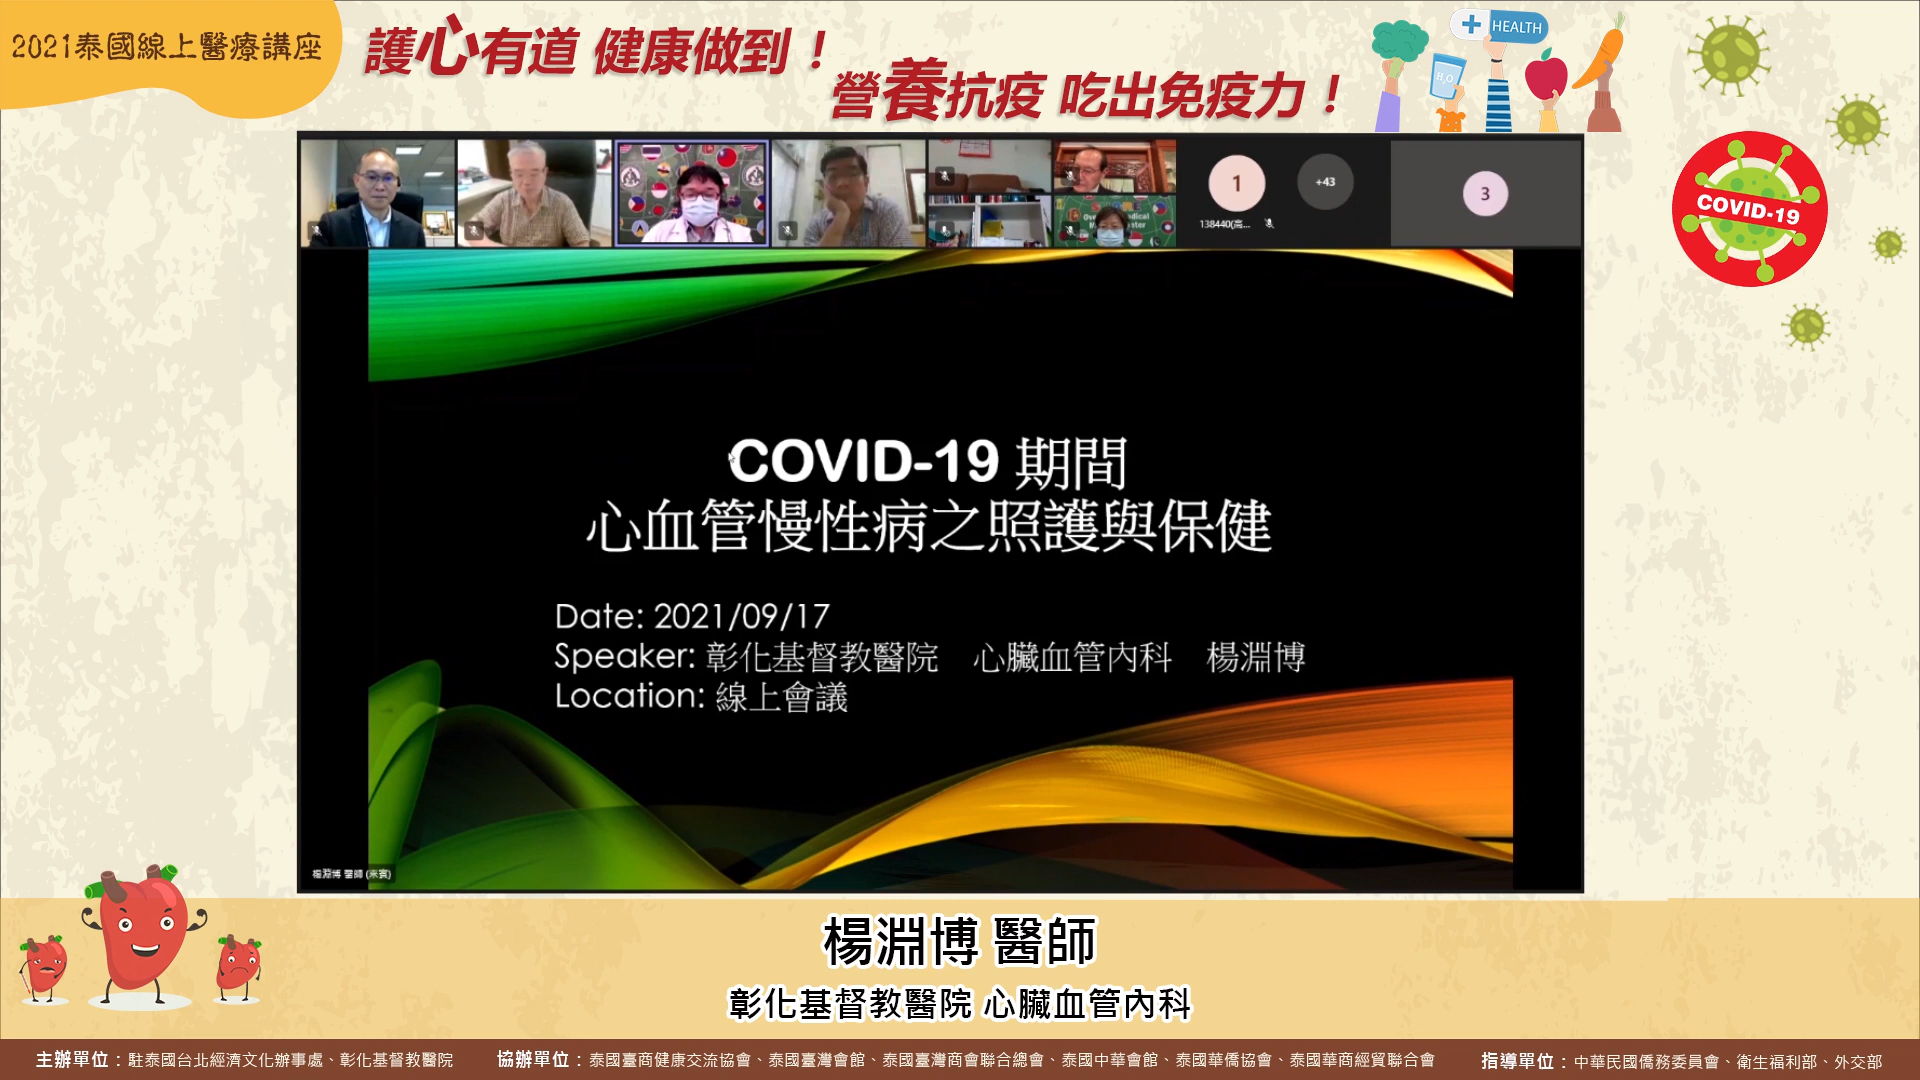 2021泰國線上醫療講座
護心有道 健康做到！
營養抗疫 吃出免疫力！
HEALTH
H₂O
COVID-19
1
+43
3
138440(高...
COVID-19 期間
心血管慢性病之照護與保健
Date: 2021/09/17
Speaker: 彰化基督教醫院　心臟血管內科　楊淵博
Location: 線上會議
楊淵博 醫師 (來賓)
楊淵博 醫師
彰化基督教醫院 心臟血管內科
主辦單位：駐泰國台北經濟文化辦事處、彰化基督教醫院
協辦單位：泰國臺商健康交流協會、泰國臺灣會館、泰國臺灣商會聯合總會、泰國中華會館、泰國華僑協會、泰國華商經貿聯合會
指導單位：中華民國僑務委員會、衛生福利部、外交部